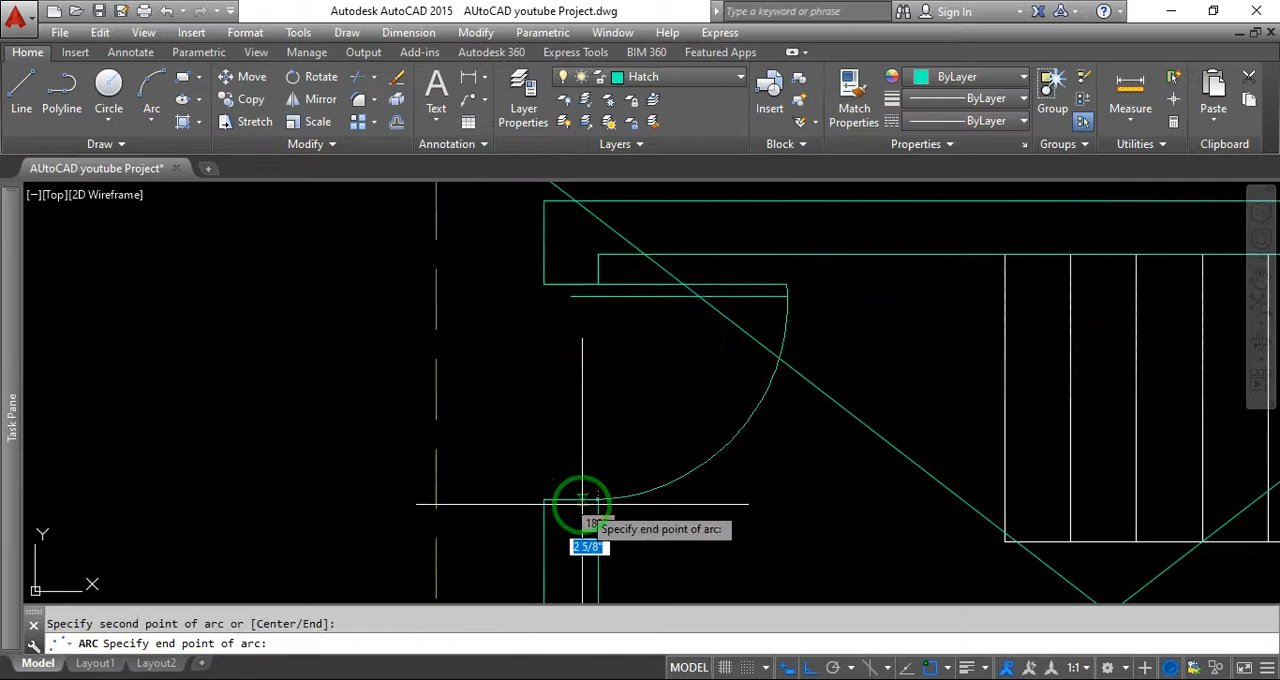 Autodesk AutoCAD 2015 AUtoCAD youtube Project.dwg
Type a keyword or phrase
Sign In
File Edit View Insert Format Tools Draw Dimension Modify Parametric Window Help Express
Home Insert Annotate Parametric View Manage Output Add-ins Autodesk 360 Express Tools BIM 360 Featured Apps
Move Rotate
Hatch
ByLayer
Line Polyline Circle Arc
Copy Mirror
Text
Layer
Properties
Insert
Match
Properties
ByLayer
Group Measure Paste
Stretch Scale
ByLayer
Draw Modify Annotation Layers Block Properties Groups Utilities Clipboard
AUtoCAD youtube Project*
[−][Top][2D Wireframe]
Task Pane
180
Specify end point of arc:
2 5/8"
Y
X
Specify second point of arc or [Center/End]:
ARC Specify end point of arc:
Model Layout1 Layout2 +
MODEL
1:1